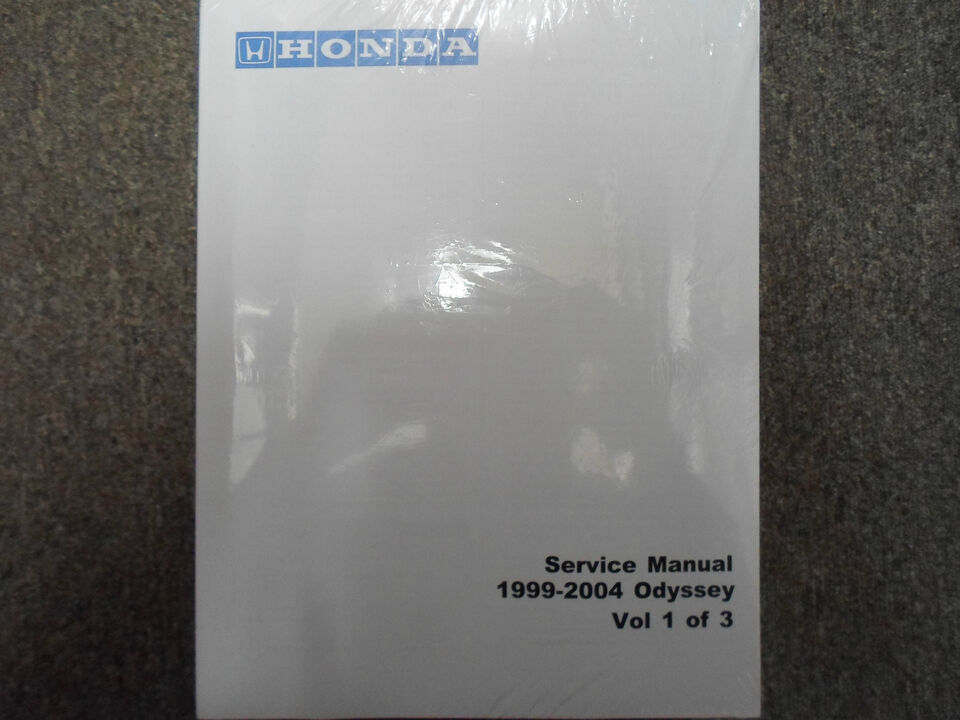 HONDA
Service Manual
1999-2004 Odyssey
Vol 1 of 3